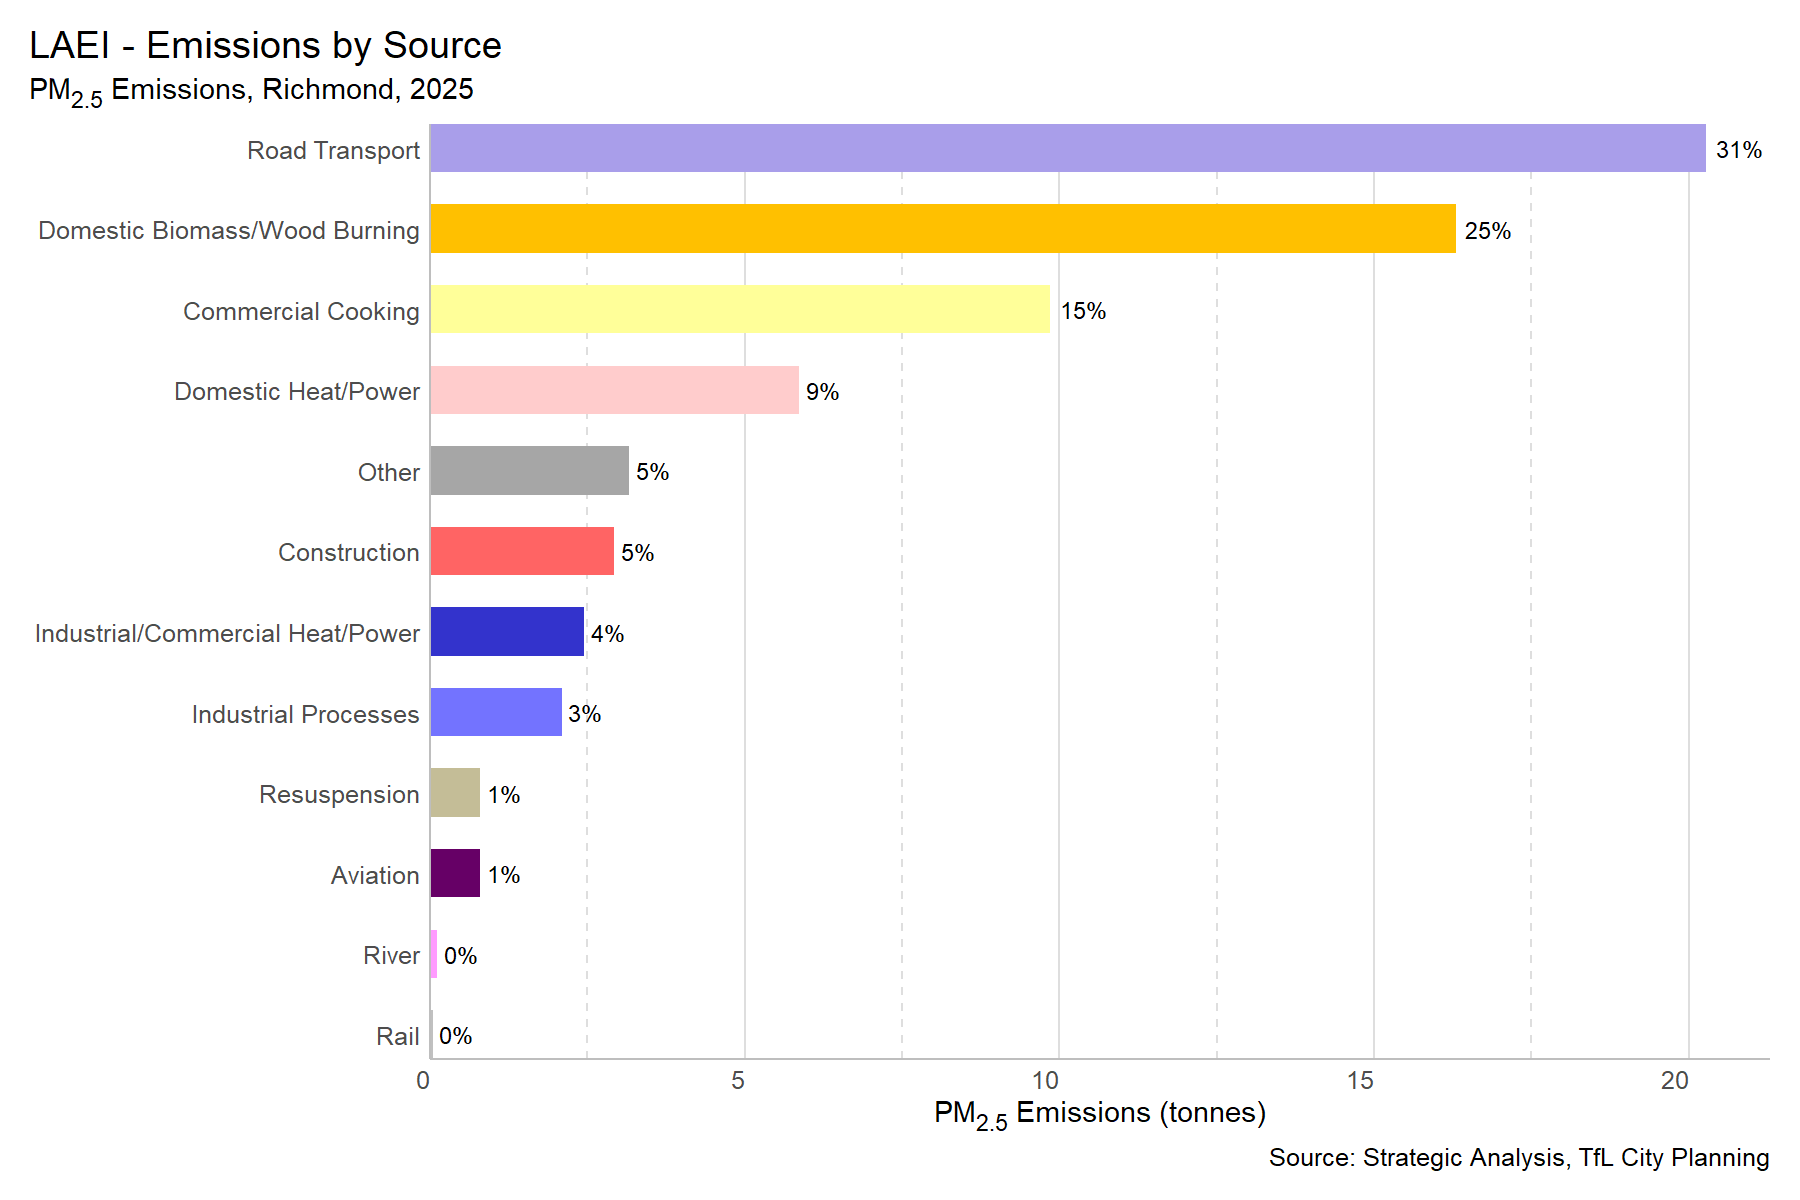 LAEI - Emissions by Source
PM2.5 Emissions, Richmond, 2025
Road Transport 31%
Domestic Biomass/Wood Burning 25%
Commercial Cooking 15%
Domestic Heat/Power 9%
Other 5%
Construction 5%
Industrial/Commercial Heat/Power 4%
Industrial Processes 3%
Resuspension 1%
Aviation 1%
River 0%
Rail 0%
0 5 10 15 20
PM2.5 Emissions (tonnes)
Source: Strategic Analysis, TfL City Planning